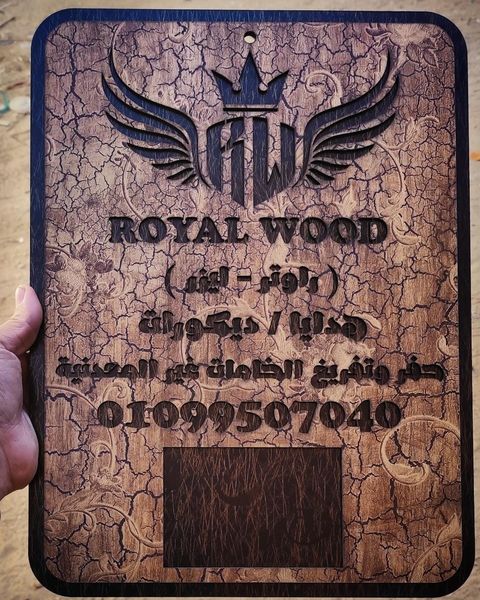 RW
ROYAL WOOD
( راوتر - ليزر )
هدايا / ديكورات
حفر وتفريغ الخامات غير المعدنية
01099507040